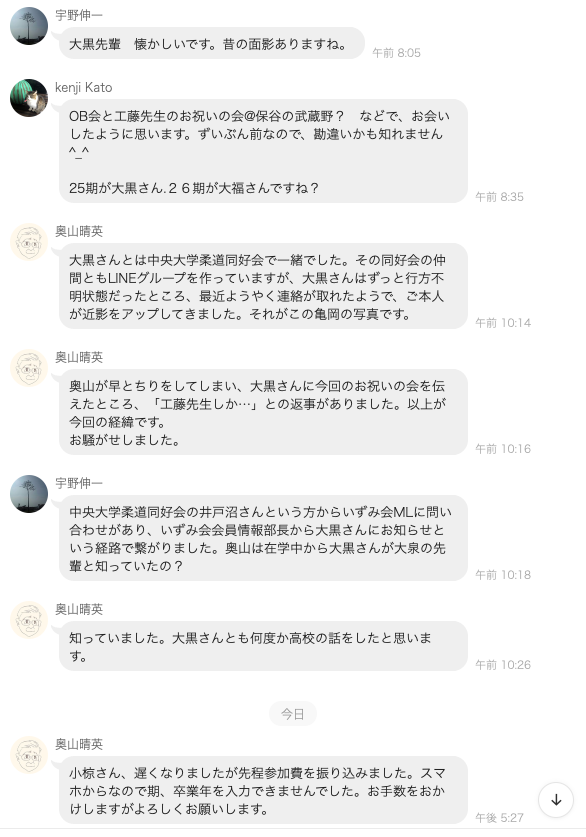 宇野伸一
大黒先輩　懐かしいです。昔の面影ありますね。
午前 8:05
kenji Kato
OB会と工藤先生のお祝いの会@保谷の武蔵野？　などで、お会い
したように思います。ずいぶん前なので、勘違いかも知れません
^_^
25期が大黒さん.２６期が大福さんですね？
午前 8:35
奥山晴英
大黒さんとは中央大学柔道同好会で一緒でした。その同好会の仲
間ともLINEグループを作っていますが、大黒さんはずっと行方不
明状態だったところ、最近ようやく連絡が取れたようで、ご本人
が近影をアップしてきました。それがこの亀岡の写真です。
午前 10:14
奥山晴英
奥山が早とちりをしてしまい、大黒さんに今回のお祝いの会を伝
えたところ、「工藤先生しか…」との返事がありました。以上が
今回の経緯です。
お騒がせしました。
午前 10:16
宇野伸一
中央大学柔道同好会の井戸沼さんという方からいずみ会MLに問い
合わせがあり、いずみ会会員情報部長から大黒さんにお知らせと
いう経路で繋がりました。奥山は在学中から大黒さんが大泉の先
輩と知っていたの？
午前 10:18
奥山晴英
知っていました。大黒さんとも何度か高校の話をしたと思いま
す。
午前 10:26
今日
奥山晴英
小椋さん、遅くなりましたが先程参加費を振り込みました。スマ
ホからなので期、卒業年を入力できませんでした。お手数をおか
けしますがよろしくお願いします。
午後 5:27